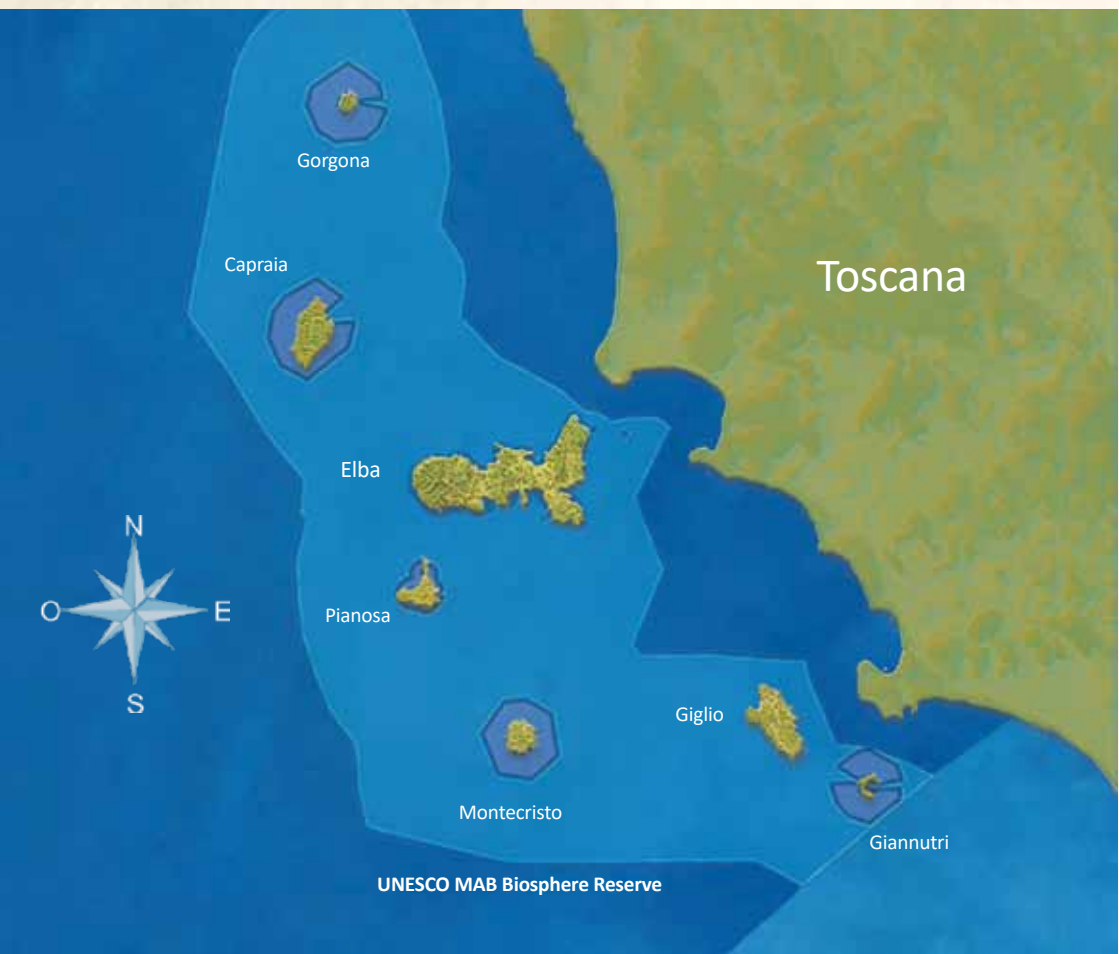 Gorgona
Capraia
Toscana
Elba
N
O
E
S
Pianosa
Giglio
Montecristo
Giannutri
UNESCO MAB Biosphere Reserve